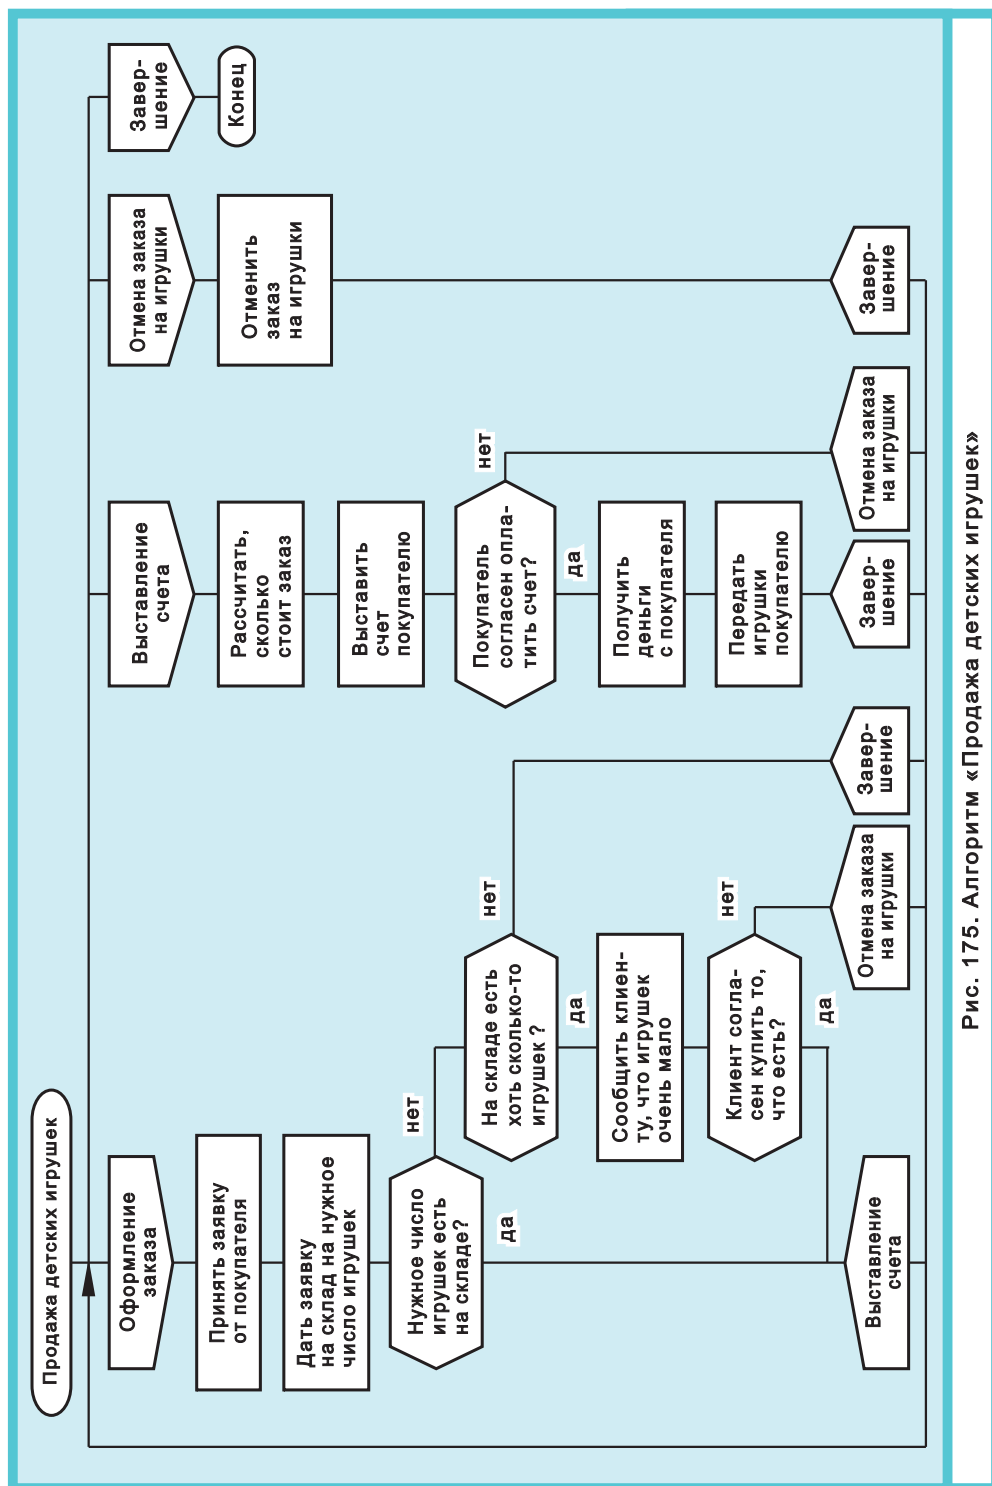 Продажа детских игрушек
Оформление
заказа
Принять заявку
от покупателя
Дать заявку
на склад на нужное
число игрушек
Нужное число
игрушек есть
на складе?
нет
да
На складе есть
хоть сколько-то
игрушек ?
нет
да
Сообщить клиен-
ту, что игрушек
очень мало
Клиент согла-
сен купить то,
что есть?
нет
да
Выставление
счета
Отмена заказа
на игрушки
Завер-
шение
Выставление
счета
Рассчитать,
сколько
стоит заказ
Выставить
счет
покупателю
Покупатель
согласен опла-
тить счет?
нет
да
Получить
деньги
с покупателя
Передать
игрушки
покупателю
Завер-
шение
Отмена заказа
на игрушки
Отмена заказа
на игрушки
Отменить
заказ
на игрушки
Завер-
шение
Завер-
шение
Конец
Рис. 175. Алгоритм «Продажа детских игрушек»